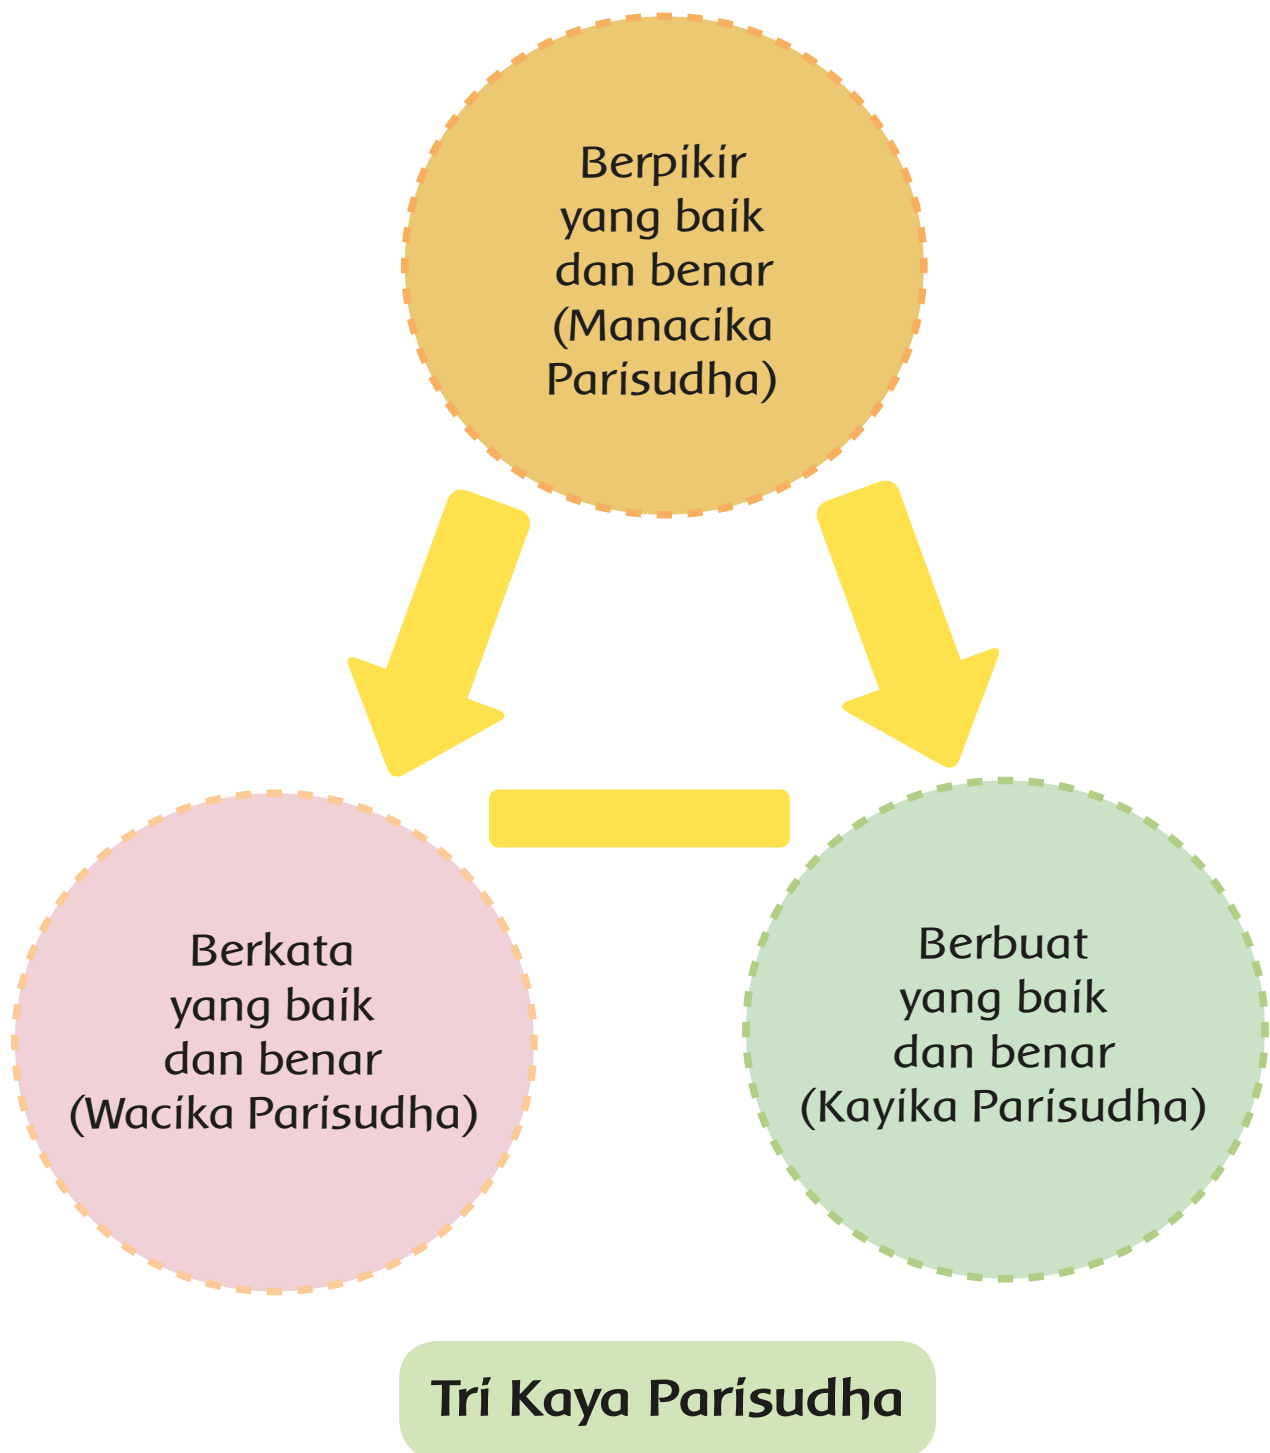 Berpikir
yang baik
dan benar
(Manacika
Parisudha)
Berkata
yang baik
dan benar
(Wacika Parisudha)
Berbuat
yang baik
dan benar
(Kayika Parisudha)
Tri Kaya Parisudha